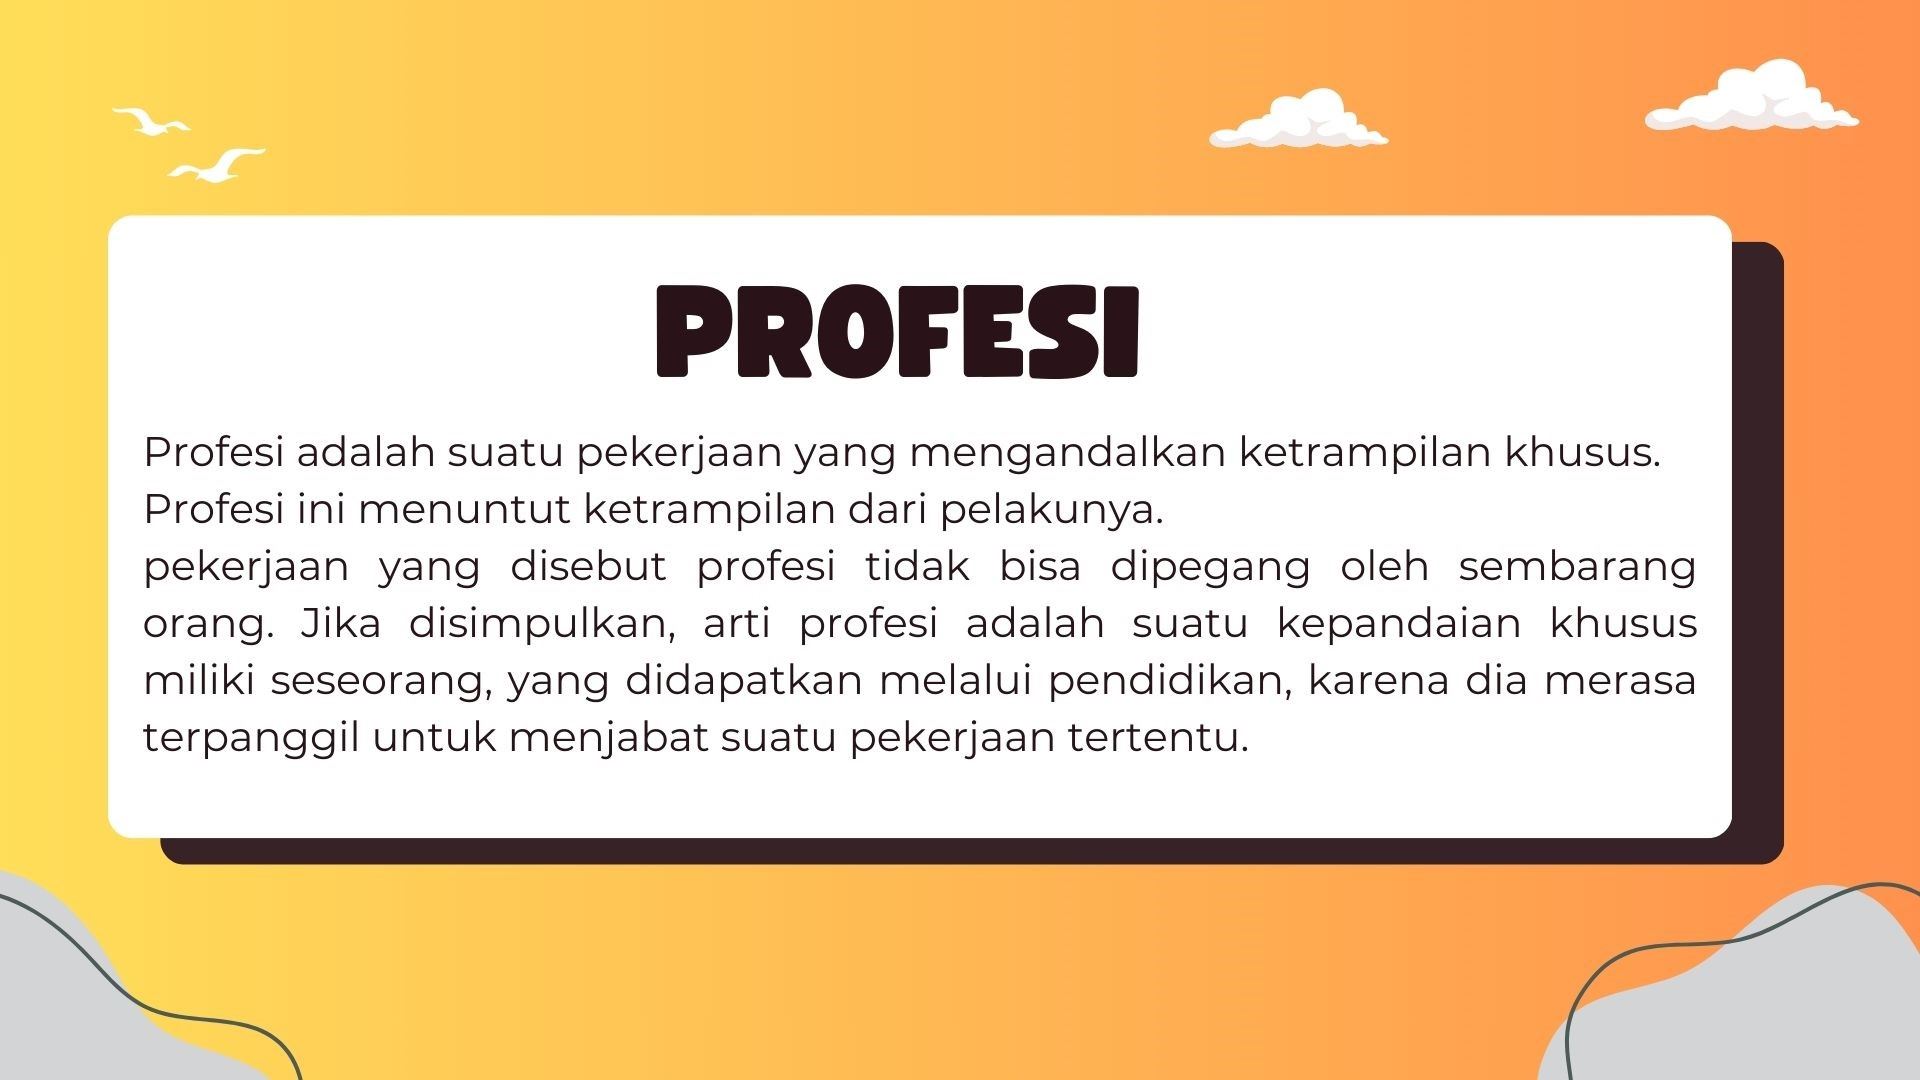 PROFESI
Profesi adalah suatu pekerjaan yang mengandalkan ketrampilan khusus.
Profesi ini menuntut ketrampilan dari pelakunya.
pekerjaan yang disebut profesi tidak bisa dipegang oleh sembarang
orang. Jika disimpulkan, arti profesi adalah suatu kepandaian khusus
miliki seseorang, yang didapatkan melalui pendidikan, karena dia merasa
terpanggil untuk menjabat suatu pekerjaan tertentu.